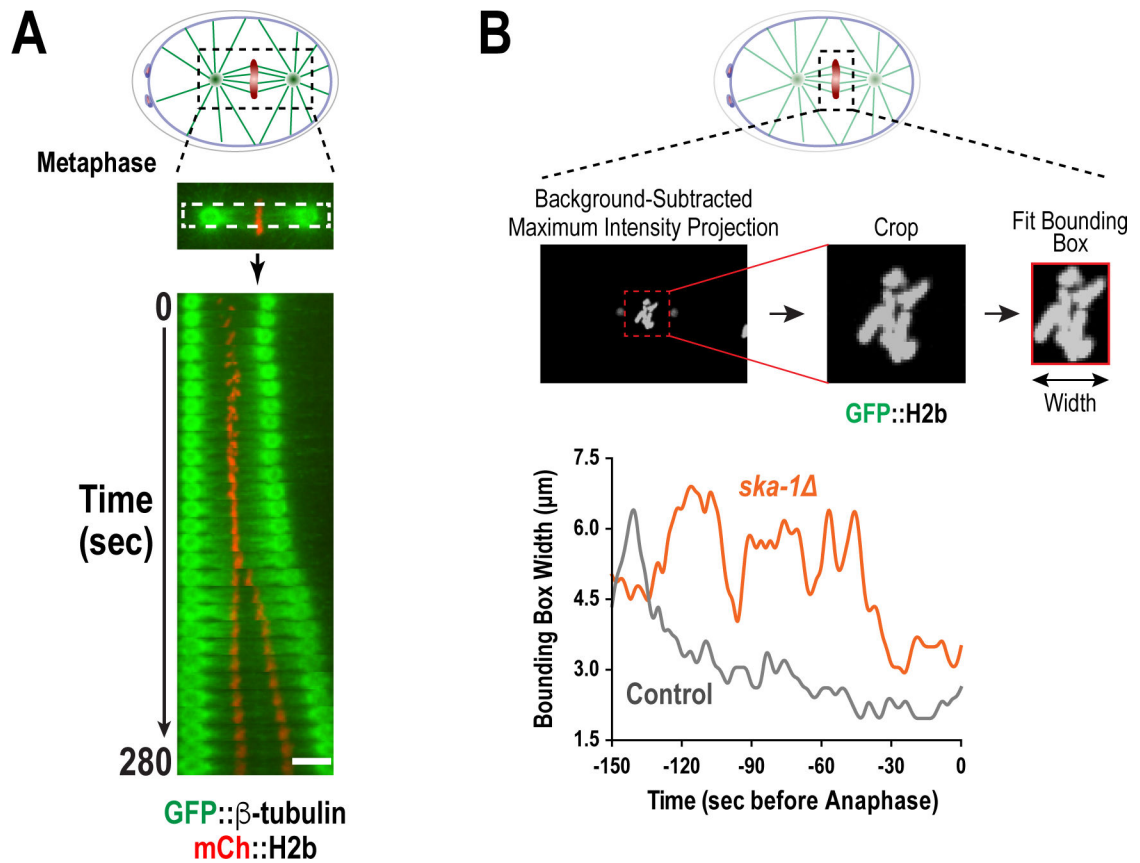 A
Metaphase
0
Time
(sec)
280
GFP::β-tubulin
mCh::H2b
B
Background-Subtracted
Maximum Intensity Projection
Crop
Fit Bounding
Box
Width
GFP::H2b
Bounding Box Width (µm)
7.5
6.0
4.5
3.0
1.5
ska-1Δ
Control
-150
-120
-90
-60
-30
0
Time (sec before Anaphase)